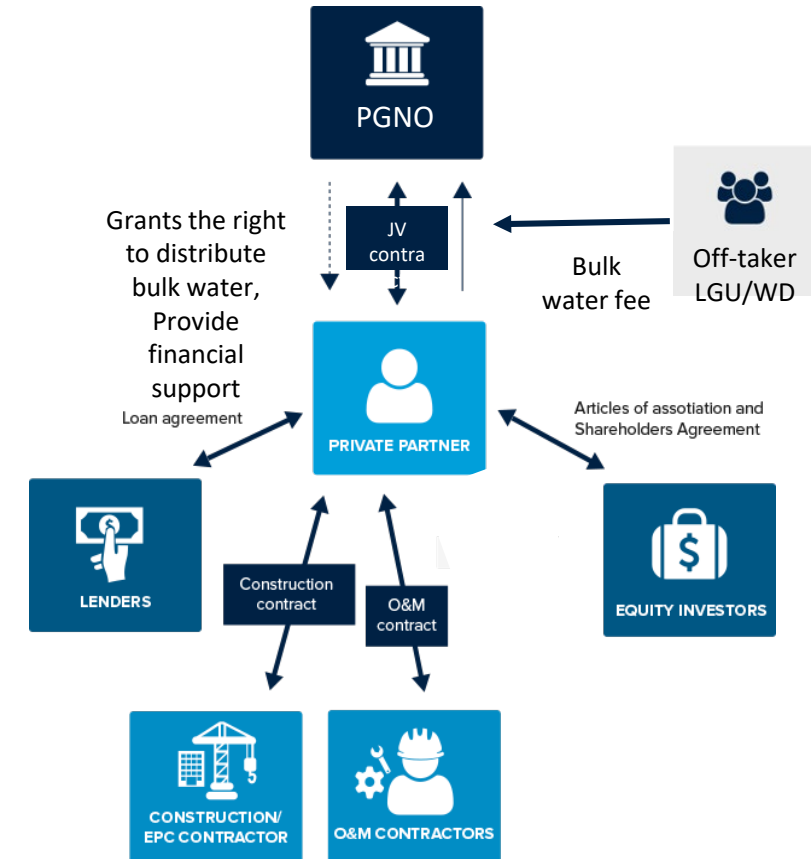 PGNO
Grants the right
to distribute
bulk water,
Provide
financial
support
JV
contra
Bulk
water fee
Off-taker
LGU/WD
Loan agreement
PRIVATE PARTNER
Articles of assotiation and
Shareholders Agreement
LENDERS
Construction
contract
O&M
contract
EQUITY INVESTORS
CONSTRUCTION/
EPC CONTRACTOR
O&M CONTRACTORS